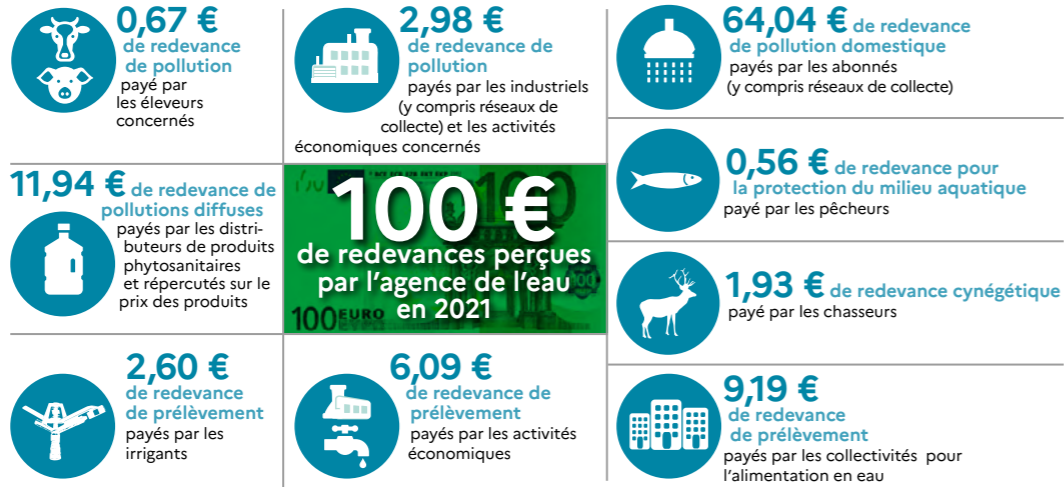 0,67 €
de redevance
de pollution
payé par
les éleveurs
concernés
2,98 €
de redevance de
pollution
payés par les industriels
(y compris réseaux de
collecte) et les activités
économiques concernés
64,04 € de redevance
de pollution domestique
payés par les abonnés
(y compris réseaux de collecte)
11,94 € de redevance de
pollutions diffuses
payés par les distri-
buteurs de produits
phytosanitaires
et répercutés sur le
prix des produits
100 €
de redevances perçues
par l'agence de l'eau
en 2021
100
100
100 EURO
0,56 € de redevance pour
la protection du milieu aquatique
payé par les pêcheurs
1,93 € de redevance cynégétique
payé par les chasseurs
2,60 €
de redevance
de prélèvement
payés par les
irrigants
6,09 €
de redevance de
prélèvement
payés par les activités
économiques
9,19 €
de redevance
de prélèvement
payés par les collectivités pour
l'alimentation en eau